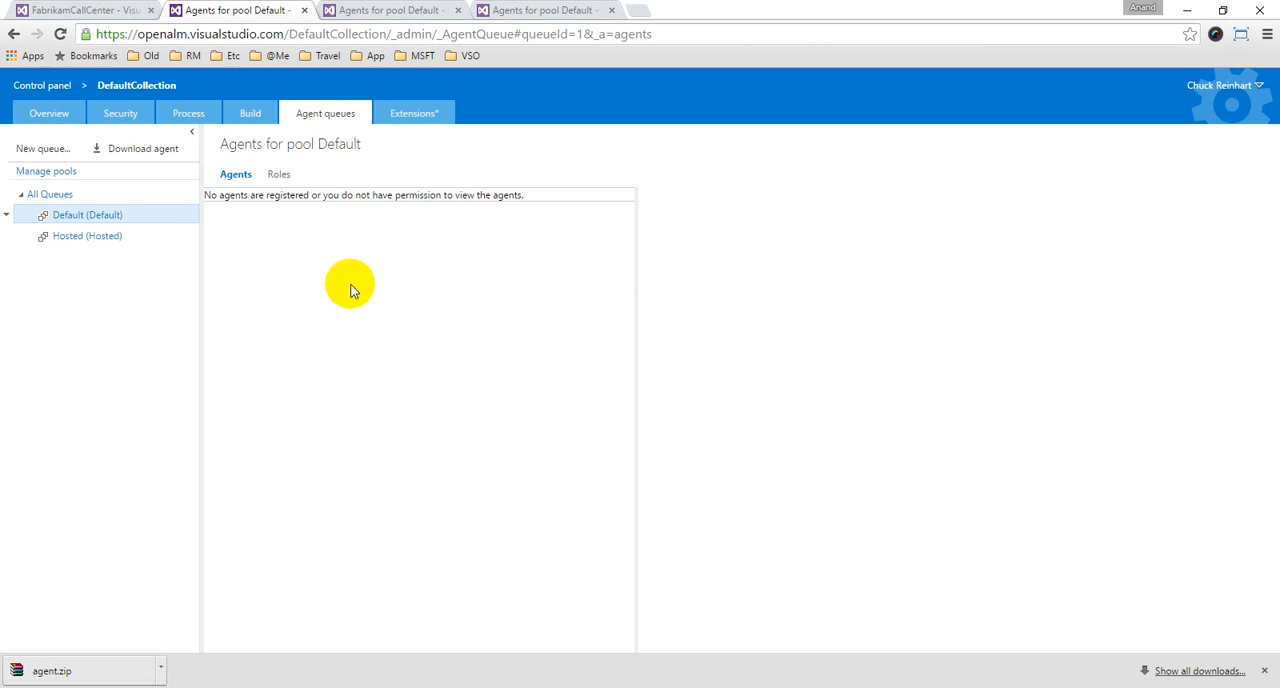 FabrikamCallCenter - Visu
Agents for pool Default -
Agents for pool Default -
Agents for pool Default -
Anand
https://openalm.visualstudio.com/DefaultCollection/_admin/_AgentQueue#queueId=1&_a=agents
Apps Bookmarks Old RM Etc @Me Travel App MSFT VSO
Control panel > DefaultCollection
Chuck Reinhart
Overview Security Process Build Agent queues Extensions*
New queue... Download agent
Manage pools
All Queues
Default (Default)
Hosted (Hosted)
Agents for pool Default
Agents Roles
No agents are registered or you do not have permission to view the agents.
agent.zip
Show all downloads...